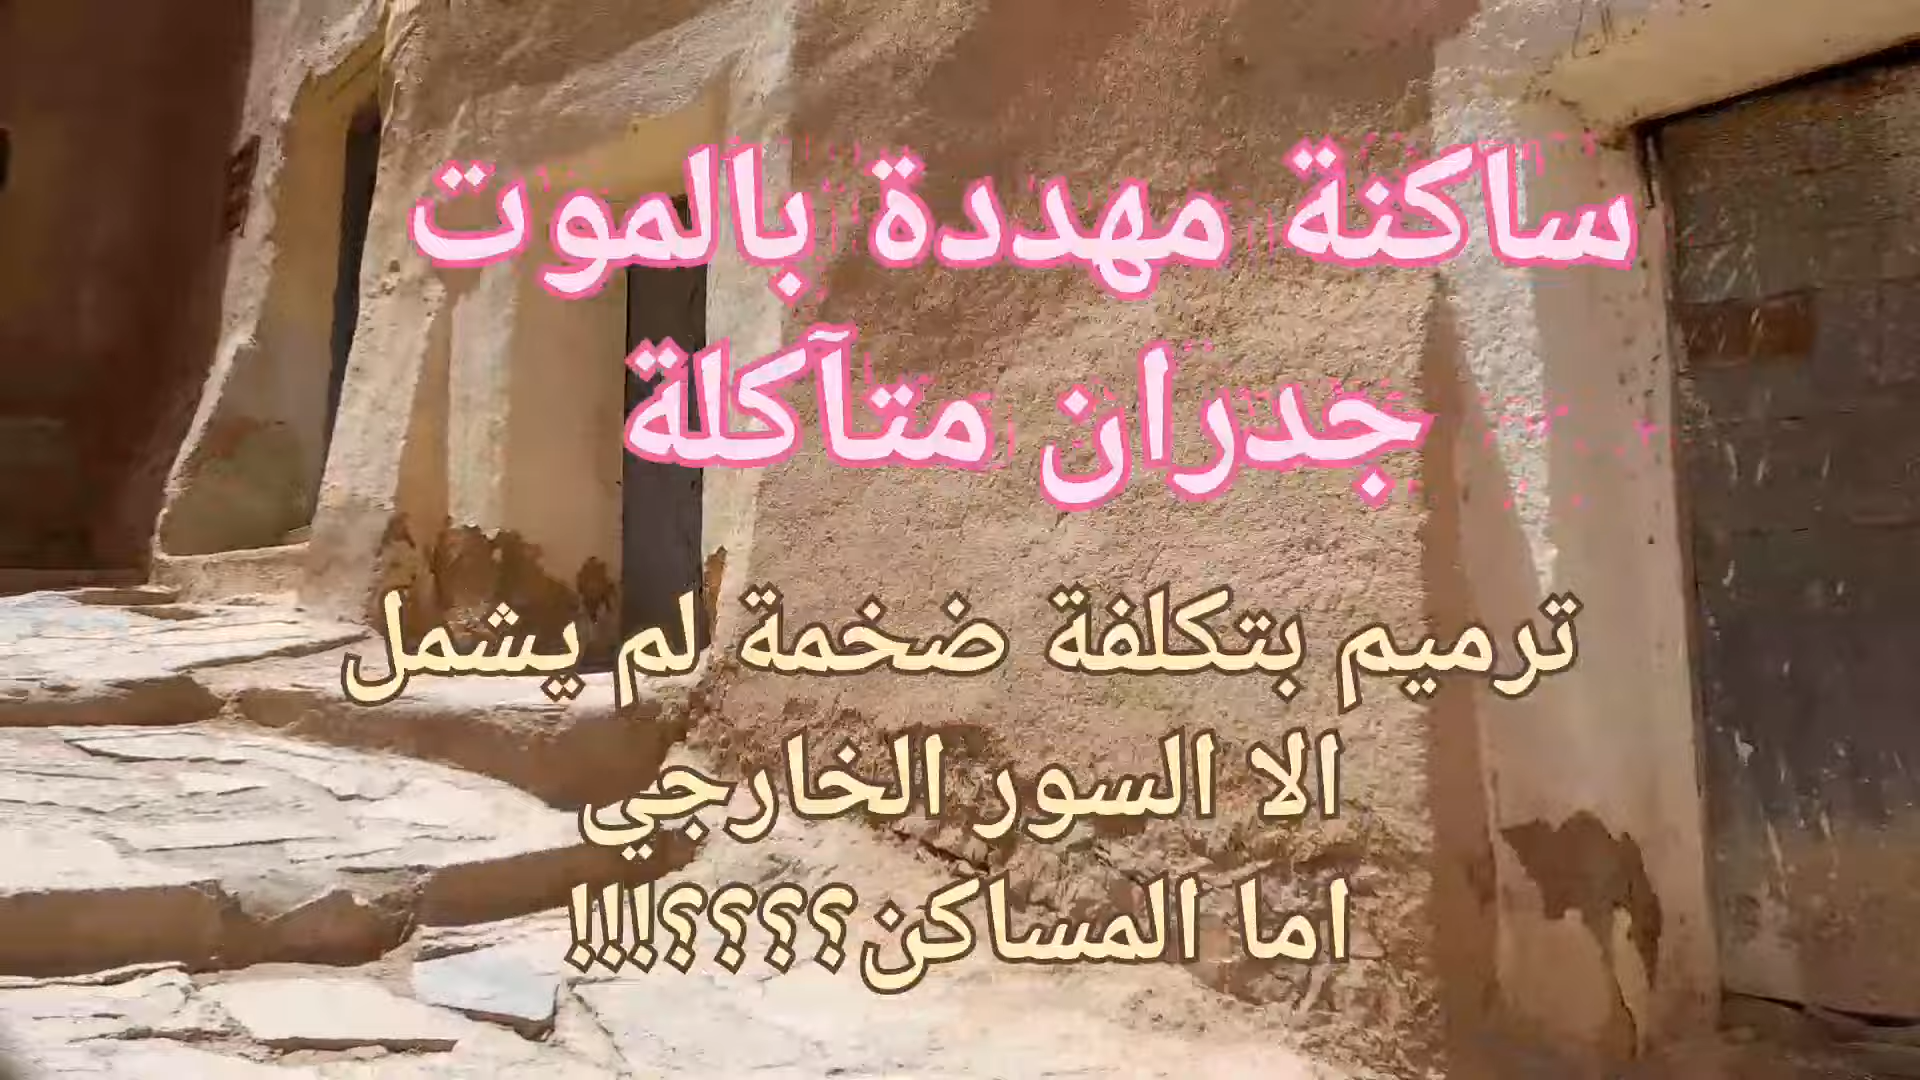 ساكنة مهددة بالموت
جدران متآكلة
ترميم بتكلفة ضخمة لم يشمل
الا السور الخارجي
اما المساكن؟؟؟؟!!!